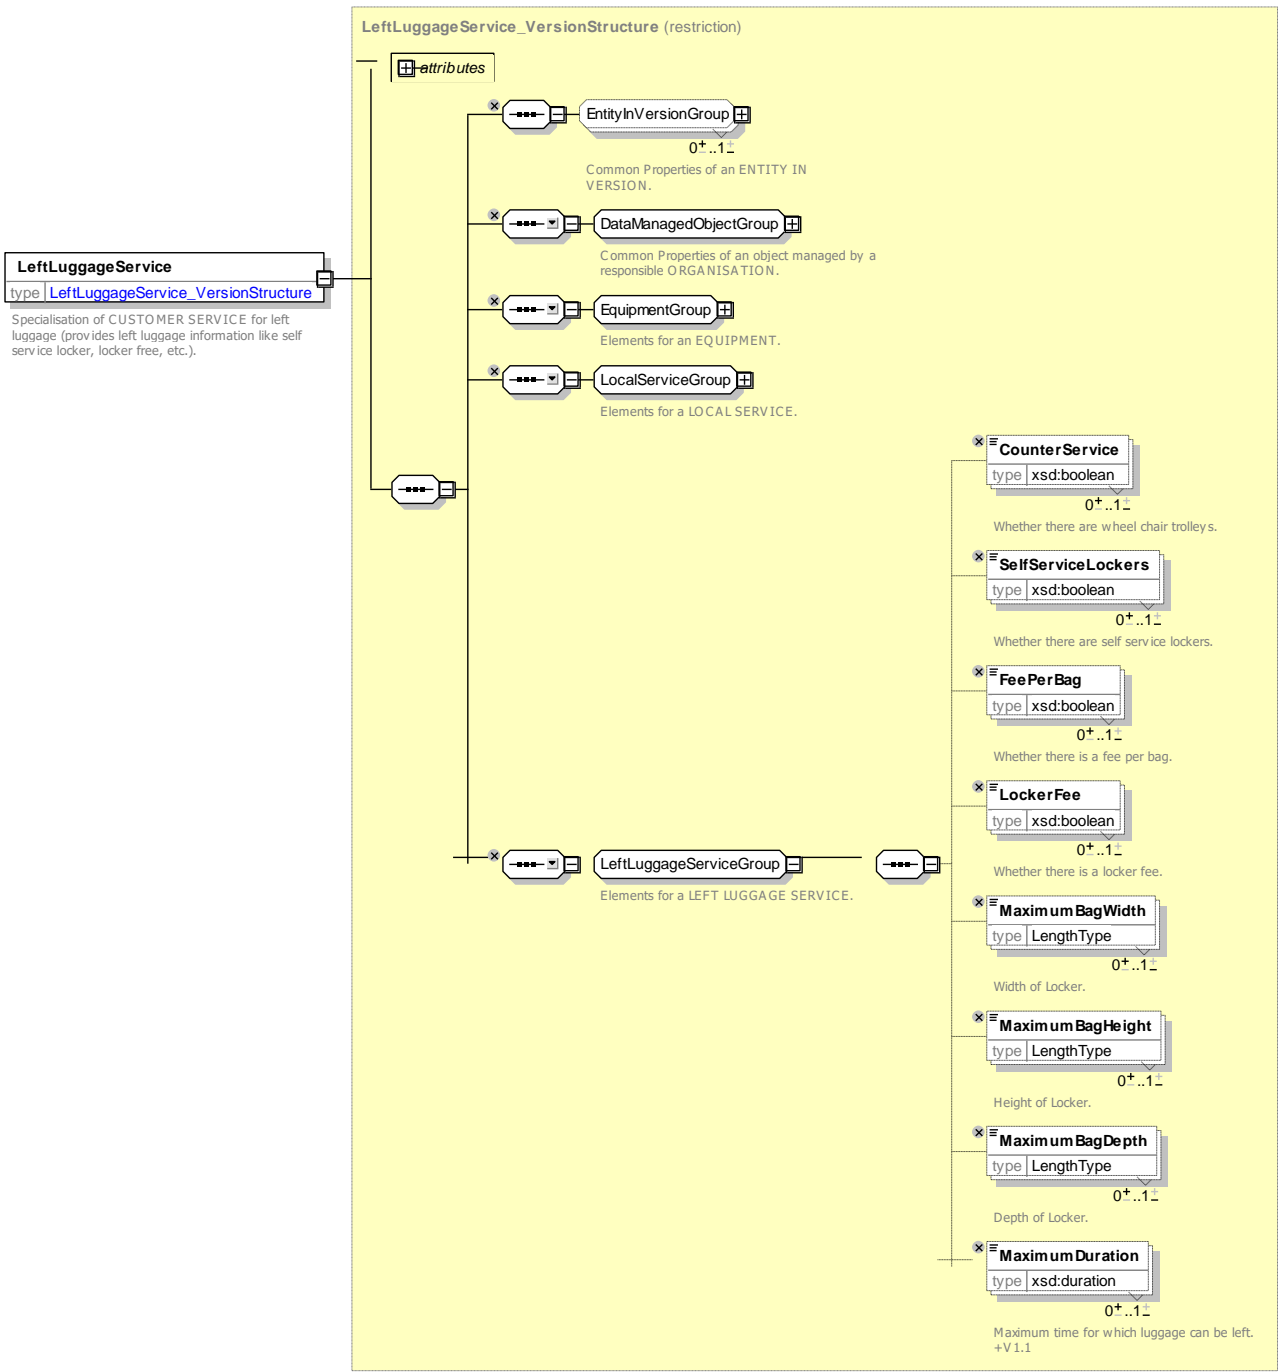 LeftLuggageService_VersionStructure (restriction)
attributes
EntityInVersionGroup
0..1
Common Properties of an ENTITY IN
VERSION.
DataManagedObjectGroup
Common Properties of an object managed by a
responsible ORGANISATION.
LeftLuggageService
type LeftLuggageService_VersionStructure
Specialisation of CUSTOMER SERVICE for left
luggage (provides left luggage information like self
service locker, locker free, etc.).
EquipmentGroup
Elements for an EQUIPMENT.
LocalServiceGroup
Elements for a LOCAL SERVICE.
CounterService
type xsd:boolean
0..1
Whether there are wheel chair trolleys.
SelfServiceLockers
type xsd:boolean
0..1
Whether there are self service lockers.
FeePerBag
type xsd:boolean
0..1
Whether there is a fee per bag.
LockerFee
type xsd:boolean
0..1
Whether there is a locker fee.
LeftLuggageServiceGroup
Elements for a LEFT LUGGAGE SERVICE.
MaximumBagWidth
type LengthType
0..1
Width of Locker.
MaximumBagHeight
type LengthType
0..1
Height of Locker.
MaximumBagDepth
type LengthType
0..1
Depth of Locker.
MaximumDuration
type xsd:duration
0..1
Maximum time for which luggage can be left.
+V1.1